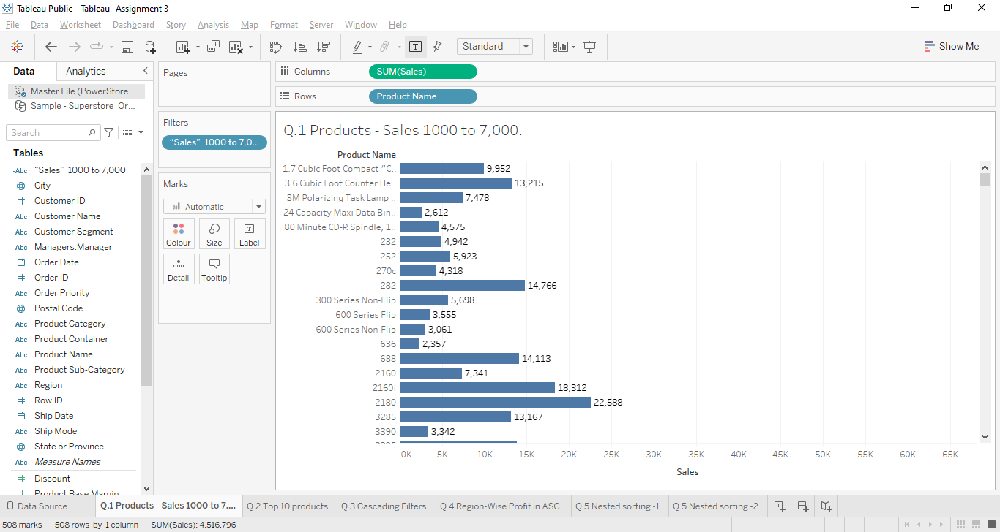 Tableau Public - Tableau- Assignment 3
File Data Worksheet Dashboard Story Analysis Map Format Server Window Help
Standard
Show Me
Data Analytics
Master File (PowerStore...
Sample - Superstore_Or...
Search
Tables
=Abc "Sales" 1000 to 7,000
City
# Customer ID
Abc Customer Name
Abc Customer Segment
Abc Managers.Manager
Order Date
# Order ID
Abc Order Priority
Postal Code
Abc Product Category
Abc Product Container
Abc Product Name
Abc Product Sub-Category
Abc Region
# Row ID
Ship Date
Abc Ship Mode
State or Province
Abc Measure Names
# Discount
# Product Base Margin
Pages
Filters
"Sales" 1000 to 7,0..
Marks
Automatic
Colour Size Label
Detail Tooltip
Columns SUM(Sales)
Rows Product Name
Q.1 Products - Sales 1000 to 7,000.
Product Name
1.7 Cubic Foot Compact "C.. 9,952
3.6 Cubic Foot Counter He.. 13,215
3M Polarizing Task Lamp .. 7,478
24 Capacity Maxi Data Bin.. 2,612
80 Minute CD-R Spindle, 1.. 4,575
232 4,942
252 5,923
270c 4,318
282 14,766
300 Series Non-Flip 5,698
600 Series Flip 3,555
600 Series Non-Flip 3,061
636 2,357
688 14,113
2160 7,341
2160i 18,312
2180 22,588
3285 13,167
3390 3,342
0K 5K 10K 15K 20K 25K 30K 35K 40K 45K 50K 55K 60K 65K
Sales
Data Source Q.1 Products - Sales 1000 to 7,... Q.2 Top 10 products Q.3 Cascading Filters Q.4 Region-Wise Profit in ASC Q.5 Nested sorting -1 Q.5 Nested sorting -2
508 marks 508 rows by 1 column SUM(Sales): 4,516,796